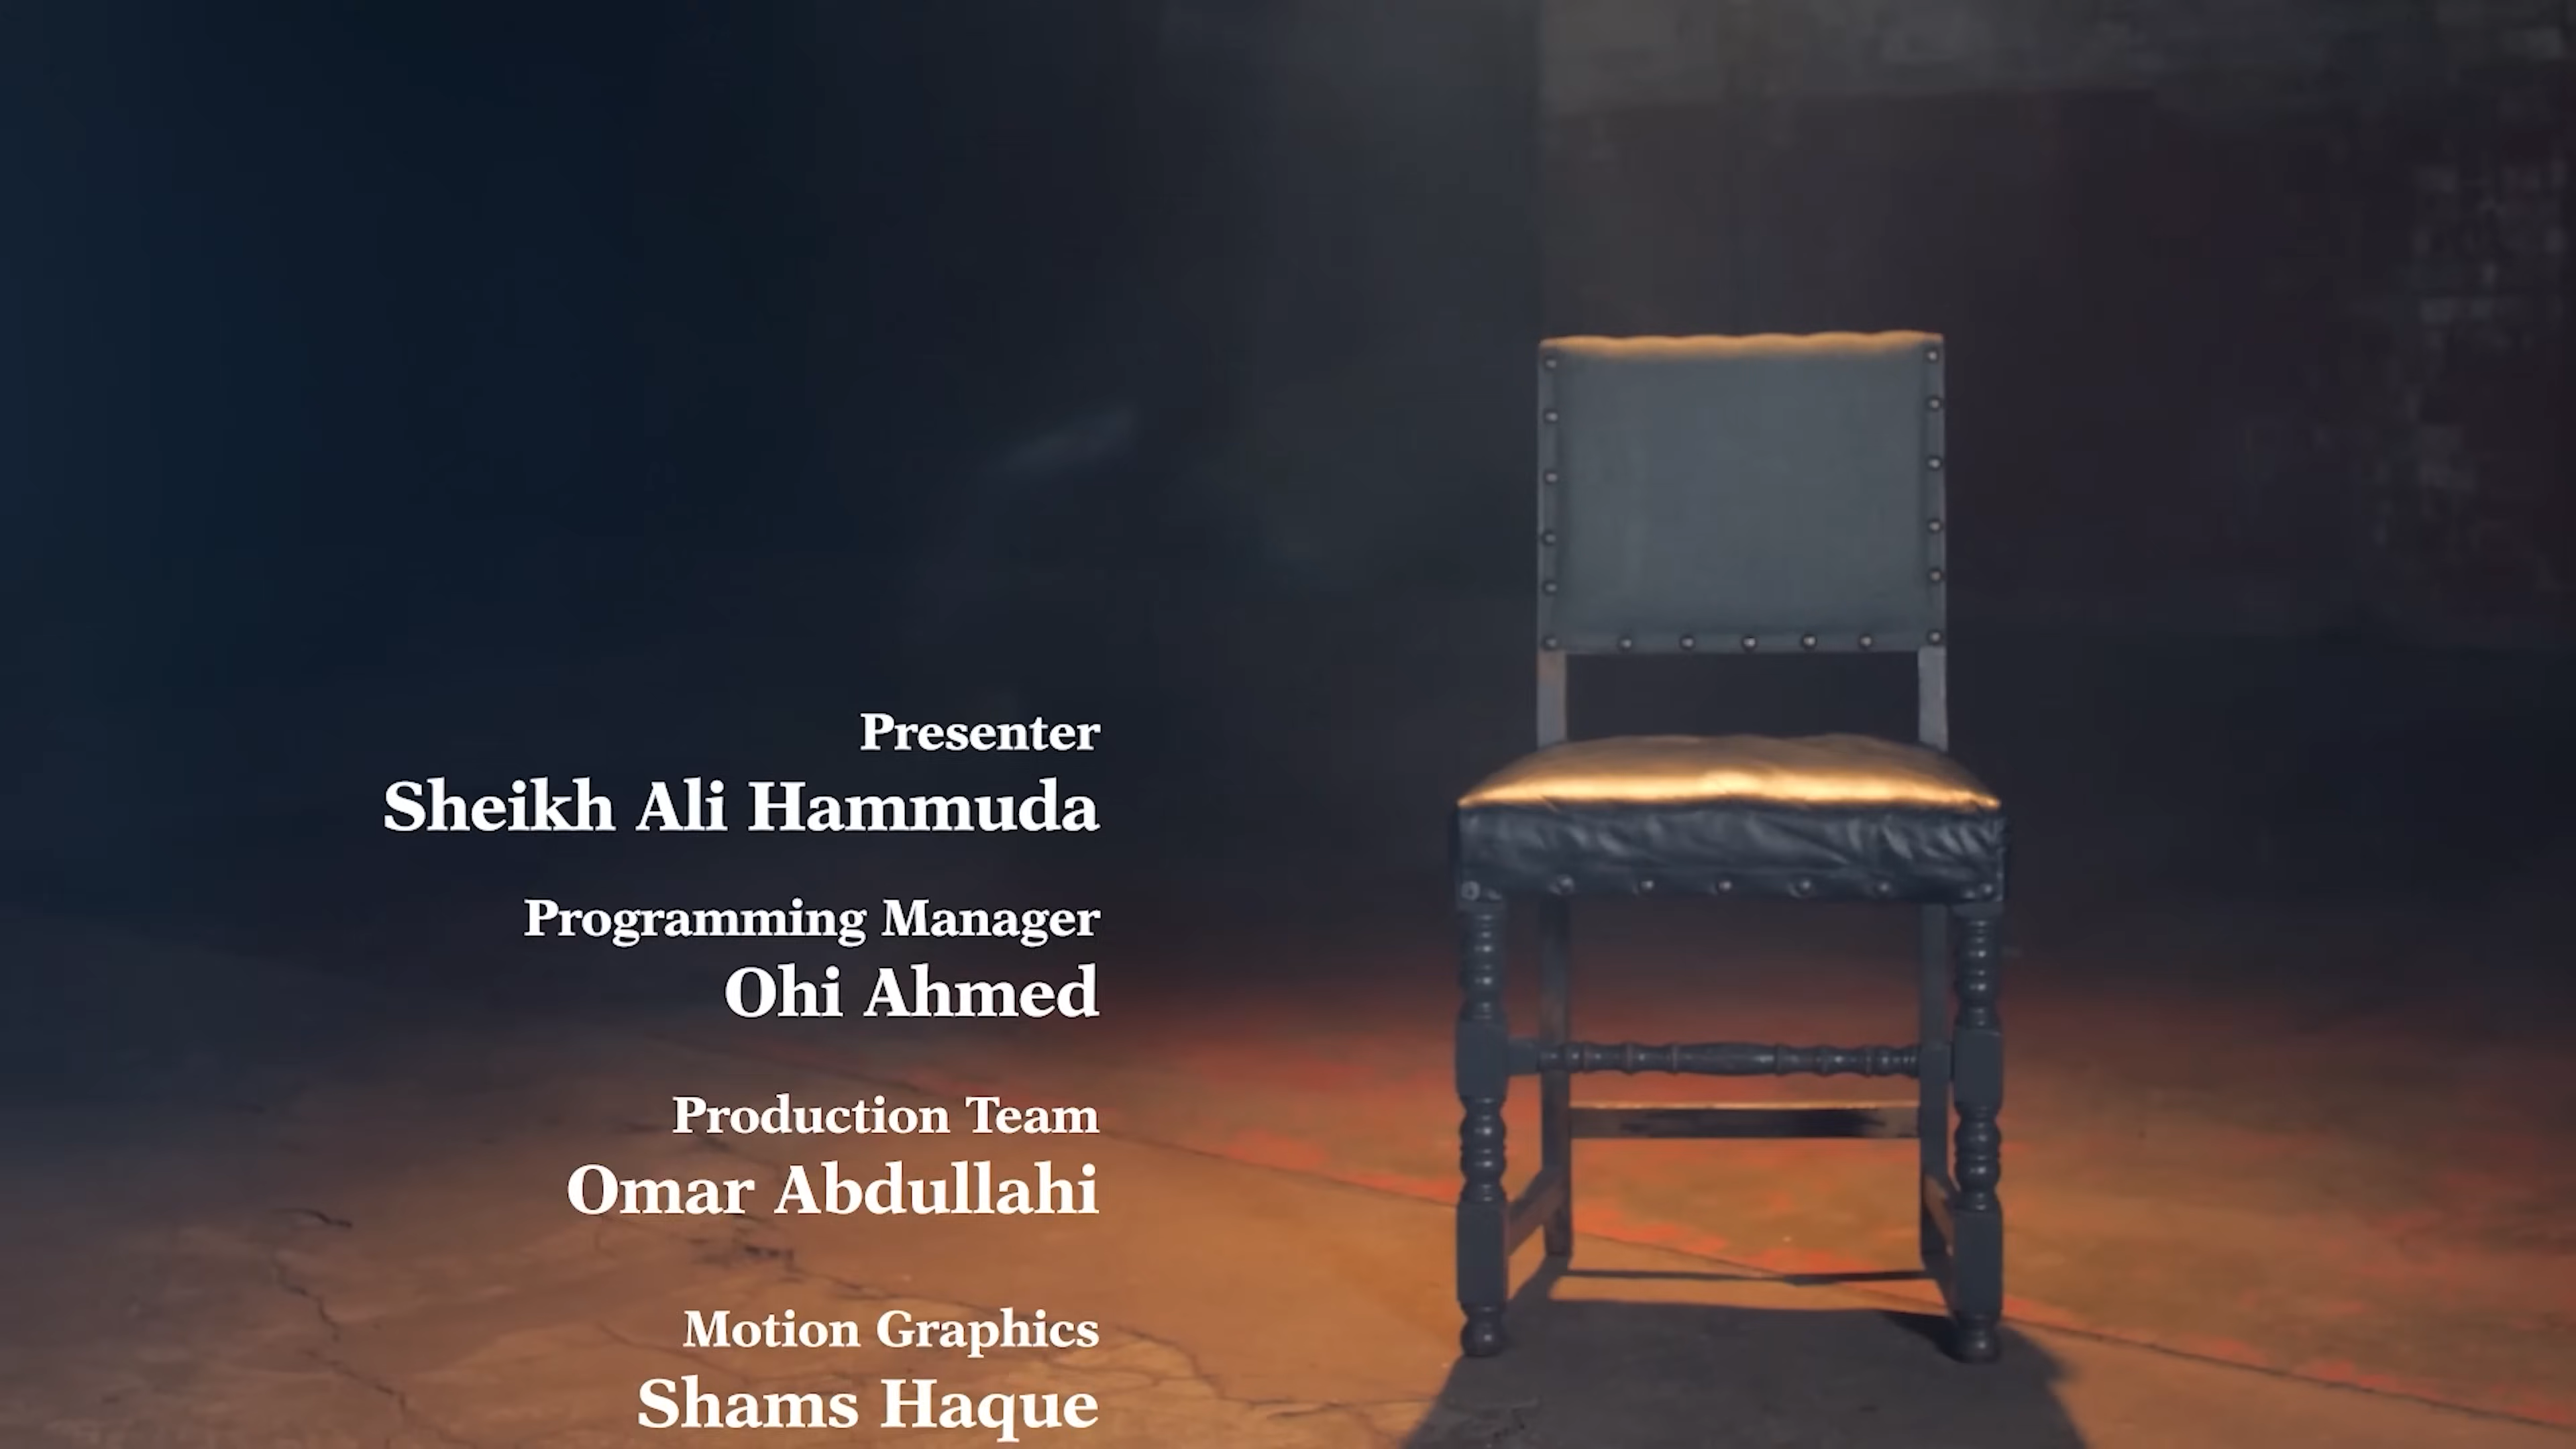 Presenter
Sheikh Ali Hammuda
Programming Manager
Ohi Ahmed
Production Team
Omar Abdullahi
Motion Graphics
Shams Haque